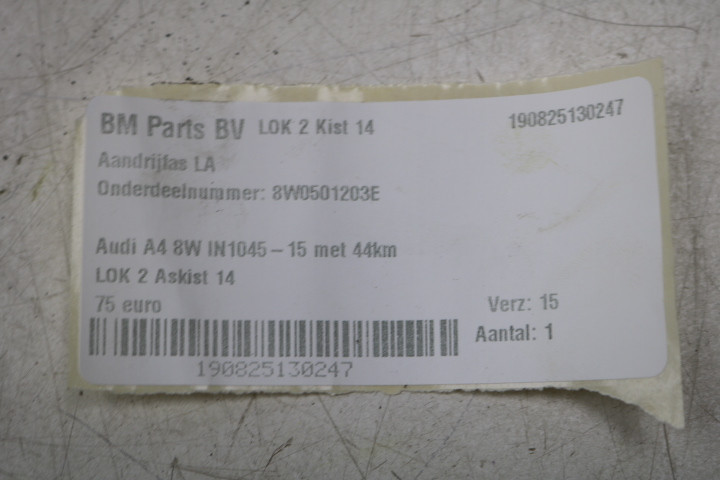 BM Parts BV LOK 2 Kist 14 190825130247
Aandrijfas LA
Onderdeelnummer: 8W0501203E
Audi A4 8W IN1045 – 15 met 44km
LOK 2 Askist 14
75 euro Verz: 15
Aantal: 1
190825130247